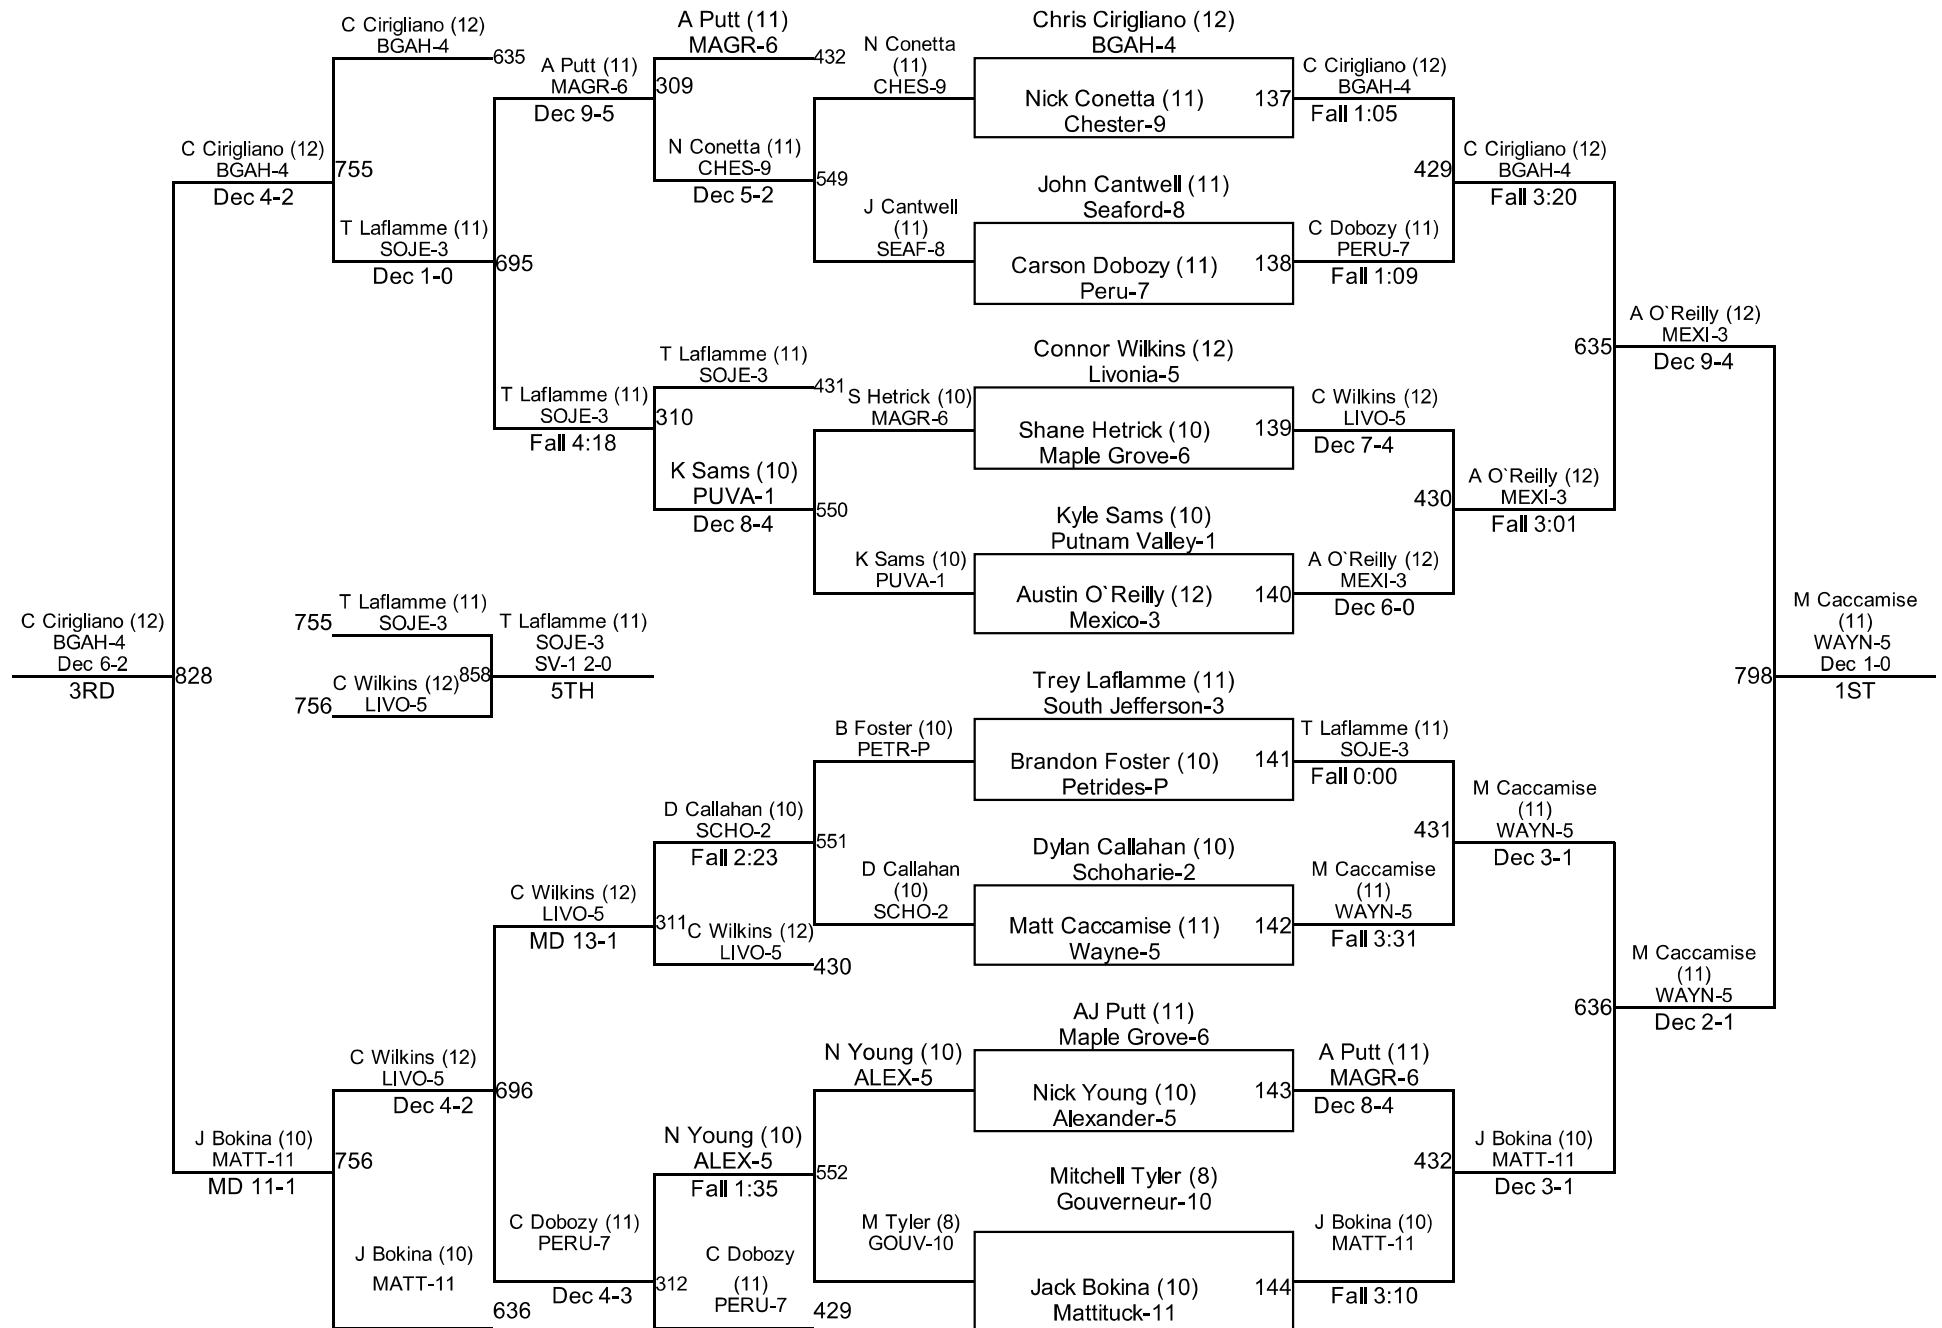 C Cirigliano (12)
BGAH-4
635
C Cirigliano (12)
BGAH-4
Dec 4-2
755
T Laflamme (11)
SOJE-3
Dec 1-0
695
A Putt (11)
MAGR-6
Dec 9-5
309
A Putt (11)
MAGR-6
432
N Conetta (11)
CHES-9
Dec 5-2
549
N Conetta
(11)
CHES-9
J Cantwell
(11)
SEAF-8
T Laflamme (11)
SOJE-3
Fall 4:18
310
T Laflamme (11)
SOJE-3
431
K Sams (10)
PUVA-1
Dec 8-4
550
S Hetrick (10)
MAGR-6
K Sams (10)
PUVA-1
C Cirigliano (12)
BGAH-4
Dec 6-2
3RD
828
755
T Laflamme (11)
SOJE-3
756
C Wilkins (12)
LIVO-5
858
T Laflamme (11)
SOJE-3
SV-1 2-0
5TH
B Foster (10)
PETR-P
D Callahan (10)
SCHO-2
Fall 2:23
551
D Callahan
(10)
SCHO-2
C Wilkins (12)
LIVO-5
MD 13-1
311
C Wilkins (12)
LIVO-5
430
C Wilkins (12)
LIVO-5
Dec 4-2
696
J Bokina (10)
MATT-11
MD 11-1
756
J Bokina (10)
MATT-11
636
N Young (10)
ALEX-5
N Young (10)
ALEX-5
Fall 1:35
552
M Tyler (8)
GOUV-10
C Dobozy (11)
PERU-7
Dec 4-3
312
C Dobozy
(11)
PERU-7
429
Chris Cirigliano (12)
BGAH-4
Nick Conetta (11)
Chester-9
137
John Cantwell (11)
Seaford-8
Carson Dobozy (11)
Peru-7
138
Connor Wilkins (12)
Livonia-5
Shane Hetrick (10)
Maple Grove-6
139
Kyle Sams (10)
Putnam Valley-1
Austin O`Reilly (12)
Mexico-3
140
Trey Laflamme (11)
South Jefferson-3
Brandon Foster (10)
Petrides-P
141
Dylan Callahan (10)
Schoharie-2
Matt Caccamise (11)
Wayne-5
142
AJ Putt (11)
Maple Grove-6
Nick Young (10)
Alexander-5
143
Mitchell Tyler (8)
Gouverneur-10
Jack Bokina (10)
Mattituck-11
144
C Cirigliano (12)
BGAH-4
Fall 1:05
429
C Dobozy (11)
PERU-7
Fall 1:09
C Cirigliano (12)
BGAH-4
Fall 3:20
C Wilkins (12)
LIVO-5
Dec 7-4
430
A O`Reilly (12)
MEXI-3
Dec 6-0
A O`Reilly (12)
MEXI-3
Fall 3:01
635
A O`Reilly (12)
MEXI-3
Dec 9-4
T Laflamme (11)
SOJE-3
Fall 0:00
431
M Caccamise
(11)
WAYN-5
Fall 3:31
M Caccamise
(11)
WAYN-5
Dec 3-1
A Putt (11)
MAGR-6
Dec 8-4
432
J Bokina (10)
MATT-11
Fall 3:10
J Bokina (10)
MATT-11
Dec 3-1
636
M Caccamise
(11)
WAYN-5
Dec 2-1
798
M Caccamise
(11)
WAYN-5
Dec 1-0
1ST